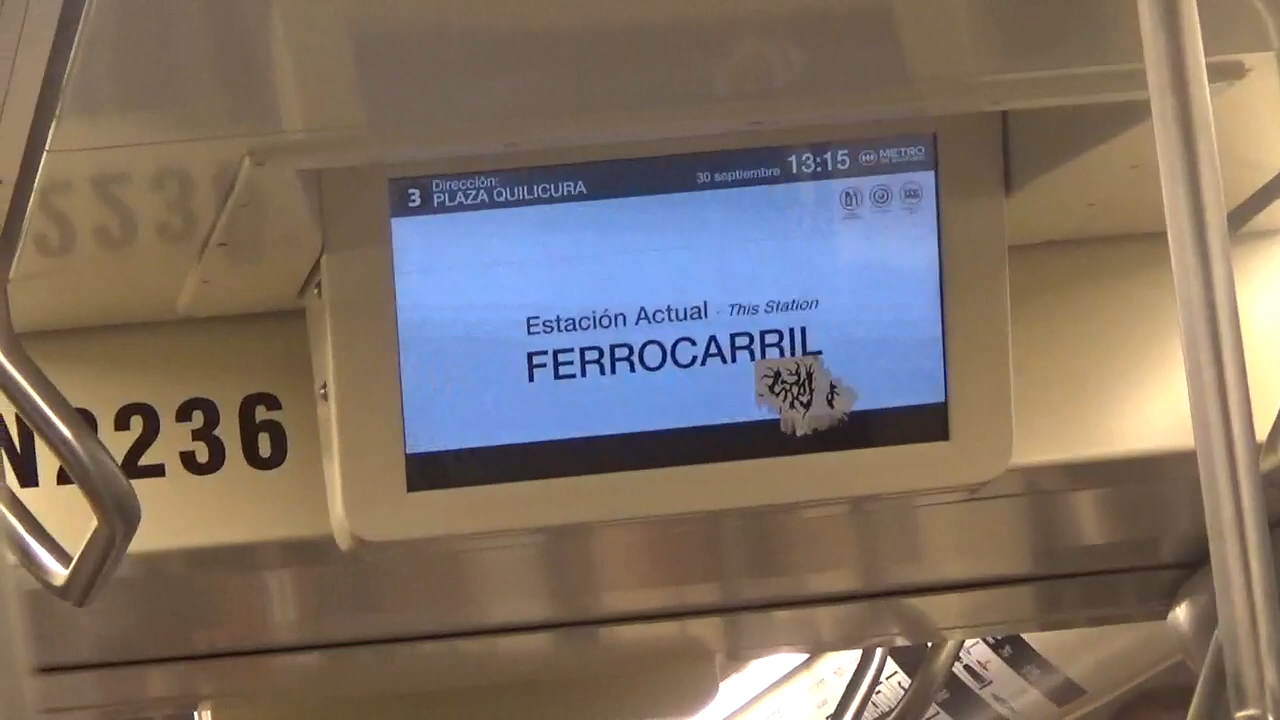 3 Dirección:
PLAZA QUILICURA
30 septiembre 13:15 METRO
Estación Actual - This Station
FERROCARRIL
N2236